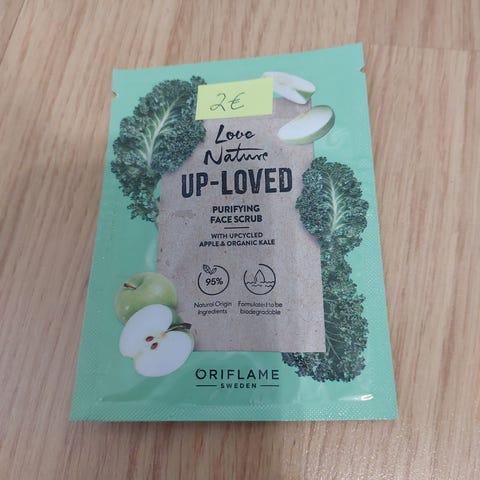 2€
Love
Nature
UP-LOVED
PURIFYING
FACE SCRUB
WITH UPCYCLED
APPLE & ORGANIC KALE
95%
Natural Origin
Ingredients
Formulated to be
biodegradable
ORIFLAME
SWEDEN